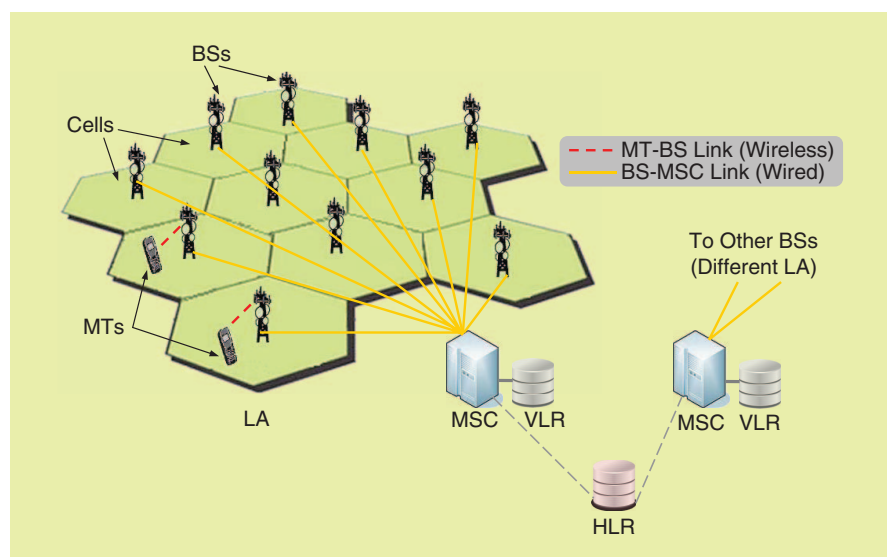 BSs
Cells
MT-BS Link (Wireless)
BS-MSC Link (Wired)
To Other BSs
(Different LA)
MTs
LA
MSC
VLR
MSC
VLR
HLR